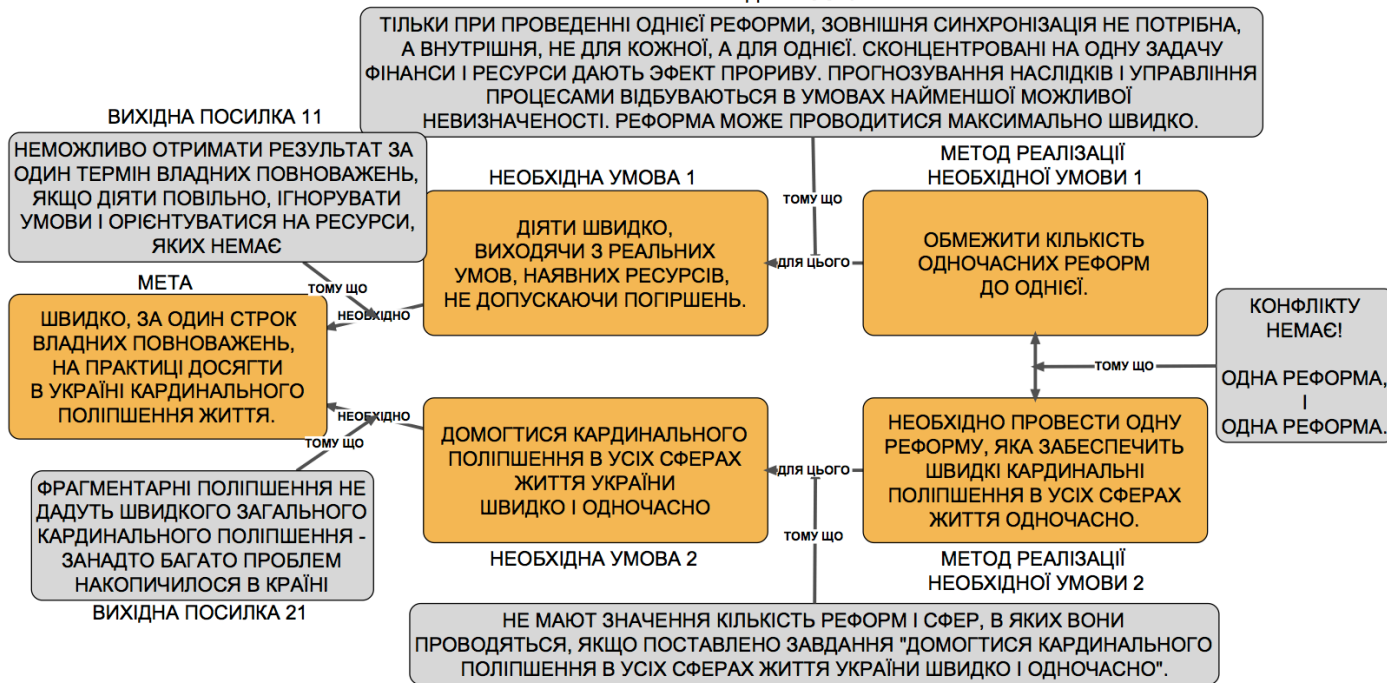 ТІЛЬКИ ПРИ ПРОВЕДЕННІ ОДНІЄЇ РЕФОРМИ, ЗОВНІШНЯ СИНХРОНІЗАЦІЯ НЕ ПОТРІБНА,
А ВНУТРІШНЯ, НЕ ДЛЯ КОЖНОЇ, А ДЛЯ ОДНІЄЇ. СКОНЦЕНТРОВАНІ НА ОДНУ ЗАДАЧУ
ФІНАНСИ І РЕСУРСИ ДАЮТЬ ЭФЕКТ ПРОРИВУ. ПРОГНОЗУВАННЯ НАСЛІДКІВ І УПРАВЛІННЯ
ПРОЦЕСАМИ ВІДБУВАЮТЬСЯ В УМОВАХ НАЙМЕНШОЇ МОЖЛИВОЇ
НЕВИЗНАЧЕНОСТІ. РЕФОРМА МОЖЕ ПРОВОДИТИСЯ МАКСИМАЛЬНО ШВИДКО.
ВИХІДНА ПОСИЛКА 11
НЕМОЖЛИВО ОТРИМАТИ РЕЗУЛЬТАТ ЗА
ОДИН ТЕРМІН ВЛАДНИХ ПОВНОВАЖЕНЬ,
ЯКЩО ДІЯТИ ПОВІЛЬНО, ІГНОРУВАТИ
УМОВИ І ОРІЄНТУВАТИСЯ НА РЕСУРСИ,
ЯКИХ НЕМАЄ
НЕОБХІДНА УМОВА 1
ДІЯТИ ШВИДКО,
ВИХОДЯЧИ З РЕАЛЬНИХ
УМОВ, НАЯВНИХ РЕСУРСІВ,
НЕ ДОПУСКАЮЧИ ПОГІРШЕНЬ.
ТОМУ ЩО
ДЛЯ ЦЬОГО
МЕТОД РЕАЛІЗАЦІЇ
НЕОБХІДНОЇ УМОВИ 1
ОБМЕЖИТИ КІЛЬКІСТЬ
ОДНОЧАСНИХ РЕФОРМ
ДО ОДНІЄЇ.
ТОМУ ЩО
НЕОБХІДНО
МЕТА
ШВИДКО, ЗА ОДИН СТРОК
ВЛАДНИХ ПОВНОВАЖЕНЬ,
НА ПРАКТИЦІ ДОСЯГТИ
В УКРАЇНІ КАРДИНАЛЬНОГО
ПОЛІПШЕННЯ ЖИТТЯ.
ТОМУ ЩО
КОНФЛІКТУ
НЕМАЄ!
ОДНА РЕФОРМА,
І
ОДНА РЕФОРМА.
НЕОБХІДНО
ТОМУ ЩО
ДОМОГТИСЯ КАРДИНАЛЬНОГО
ПОЛІПШЕННЯ В УСІХ СФЕРАХ
ЖИТТЯ УКРАЇНИ
ШВИДКО І ОДНОЧАСНО
НЕОБХІДНА УМОВА 2
ДЛЯ ЦЬОГО
ТОМУ ЩО
НЕОБХІДНО ПРОВЕСТИ ОДНУ
РЕФОРМУ, ЯКА ЗАБЕСПЕЧИТЬ
ШВИДКІ КАРДИНАЛЬНІ
ПОЛІПШЕННЯ В УСІХ СФЕРАХ
ЖИТТЯ ОДНОЧАСНО.
МЕТОД РЕАЛІЗАЦІЇ
НЕОБХІДНОЇ УМОВИ 2
ФРАГМЕНТАРНІ ПОЛІПШЕННЯ НЕ
ДАДУТЬ ШВИДКОГО ЗАГАЛЬНОГО
КАРДИНАЛЬНОГО ПОЛІПШЕННЯ -
ЗАНАДТО БАГАТО ПРОБЛЕМ
НАКОПИЧИЛОСЯ В КРАЇНІ
ВИХІДНА ПОСИЛКА 21
НЕ МАЮТ ЗНАЧЕННЯ КІЛЬКІСТЬ РЕФОРМ І СФЕР, В ЯКИХ ВОНИ
ПРОВОДЯТЬСЯ, ЯКЩО ПОСТАВЛЕНО ЗАВДАННЯ "ДОМОГТИСЯ КАРДИНАЛЬНОГО
ПОЛІПШЕННЯ В УСІХ СФЕРАХ ЖИТТЯ УКРАЇНИ ШВИДКО І ОДНОЧАСНО".